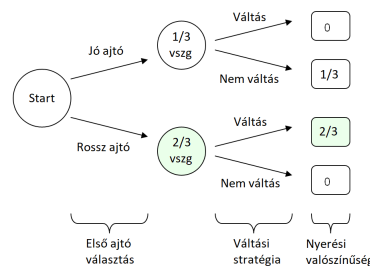 Váltás
0
Jó ajtó
1/3
vszg
Nem váltás
1/3
Start
Váltás
2/3
Rossz ajtó
2/3
vszg
Nem váltás
0
Első ajtó
választás
Váltási
stratégia
Nyerési
valószínűség